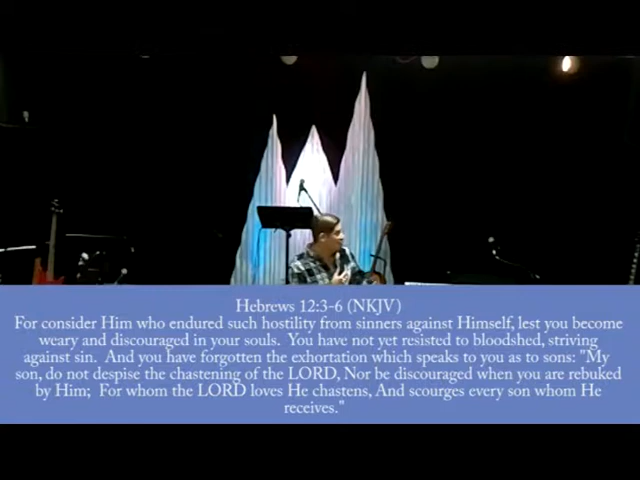 Hebrews 12:3-6 (NKJV)
For consider Him who endured such hostility from sinners against Himself, lest you become
weary and discouraged in your souls.  You have not yet resisted to bloodshed, striving
against sin.  And you have forgotten the exhortation which speaks to you as to sons: "My
son, do not despise the chastening of the LORD, Nor be discouraged when you are rebuked
by Him;  For whom the LORD loves He chastens, And scourges every son whom He
receives."